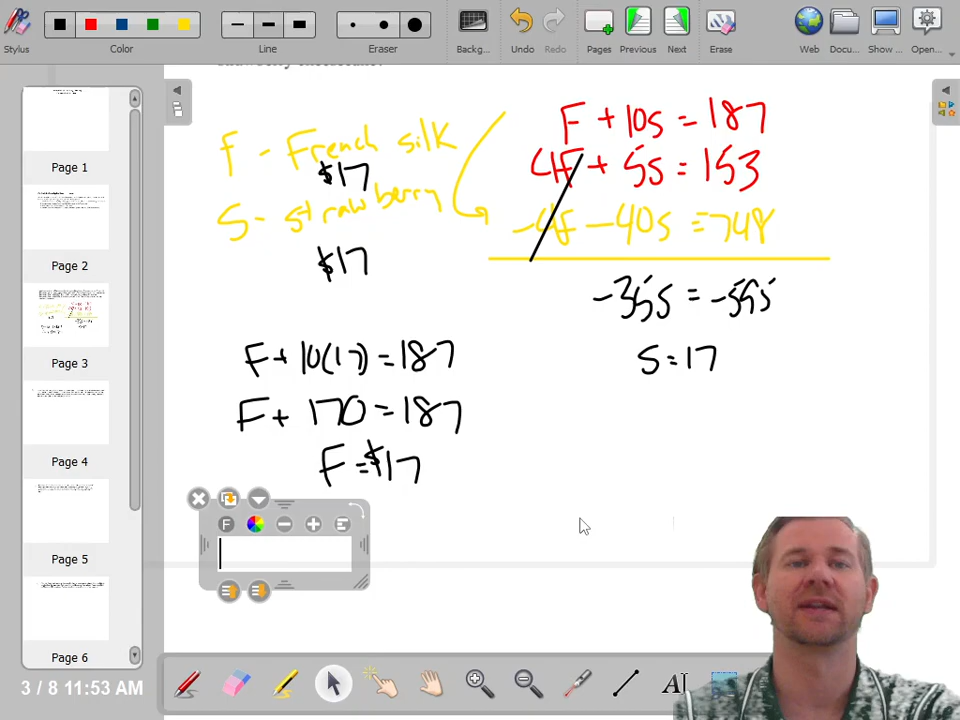 Stylus
Color
Line
Eraser
Backg...
Undo
Redo
Pages
Previous
Next
Erase
Web
Docu...
Show ...
Open...
Page 1
Page 2
Page 3
Page 4
Page 5
Page 6
3 / 8 11:53 AM
strawberry cheesecake?
f - French silk
$17
S - strawberry
$17
F + 10s = 187
4F + 5s = 153
-4f - 40s = 748
-35s = -595
S = 17
F + 10(17) = 187
F + 170 = 187
F = $17
F
A